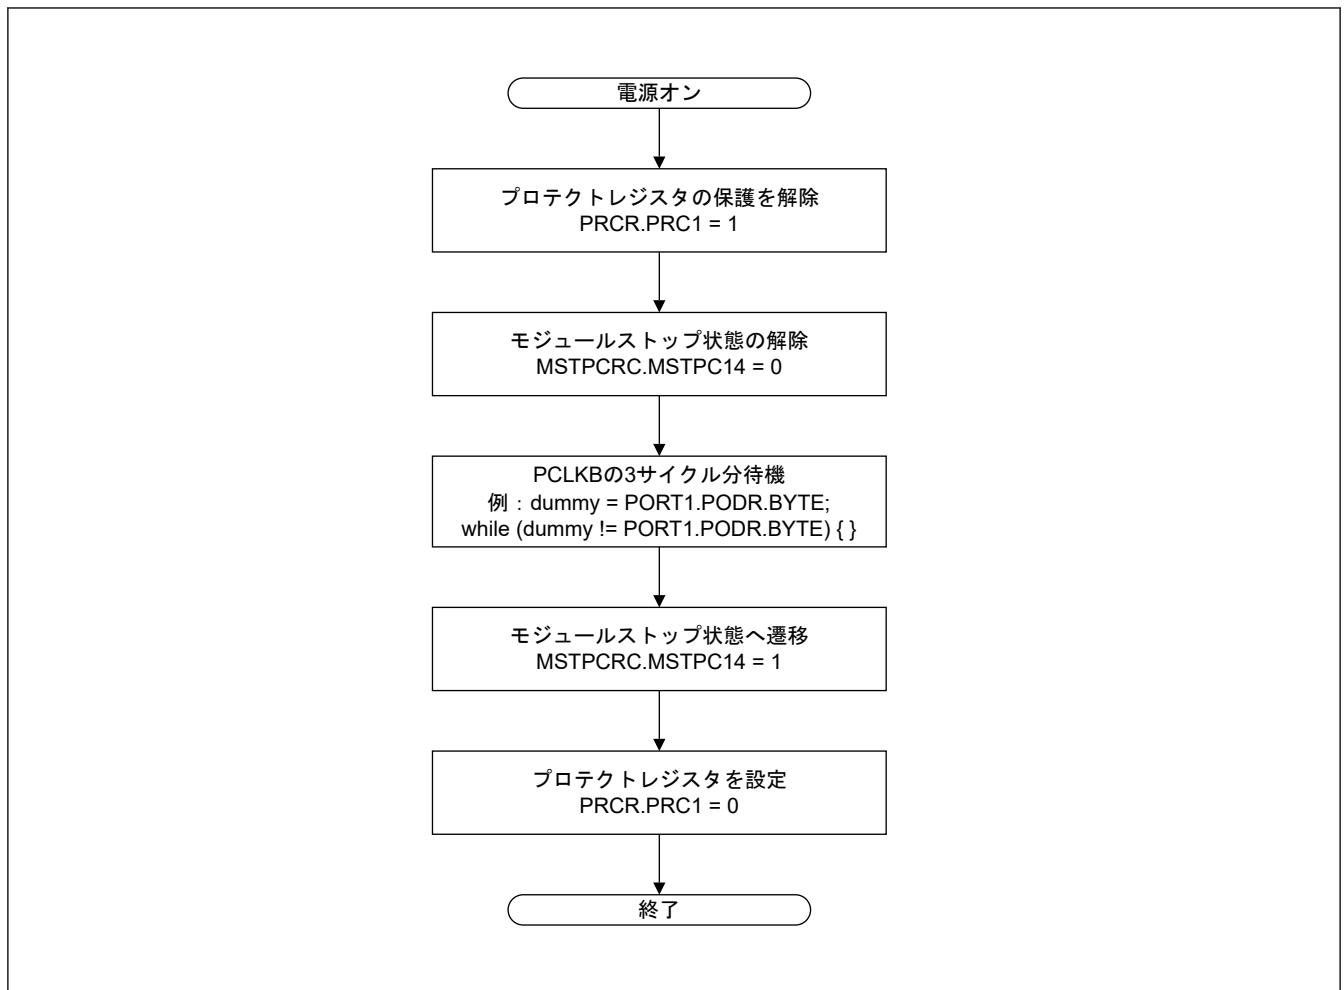 電源オン
プロテクトレジスタの保護を解除
PRCR.PRC1 = 1
モジュールストップ状態の解除
MSTPCRC.MSTPC14 = 0
PCLKBの3サイクル分待機
例：dummy = PORT1.PODR.BYTE;
while (dummy != PORT1.PODR.BYTE) { }
モジュールストップ状態へ遷移
MSTPCRC.MSTPC14 = 1
プロテクトレジスタを設定
PRCR.PRC1 = 0
終了